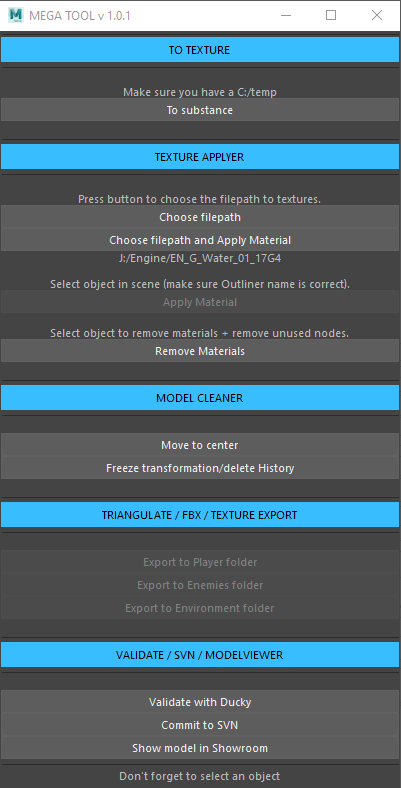 MEGA TOOL v 1.0.1
TO TEXTURE
Make sure you have a C:/temp
To substance
TEXTURE APPLYER
Press button to choose the filepath to textures.
Choose filepath
Choose filepath and Apply Material
J:/Engine/EN_G_Water_01_17G4
Select object in scene (make sure Outliner name is correct).
Apply Material
Select object to remove materials + remove unused nodes.
Remove Materials
MODEL CLEANER
Move to center
Freeze transformation/delete History
TRIANGULATE / FBX / TEXTURE EXPORT
Export to Player folder
Export to Enemies folder
Export to Environment folder
VALIDATE / SVN / MODELVIEWER
Validate with Ducky
Commit to SVN
Show model in Showroom
Don't forget to select an object